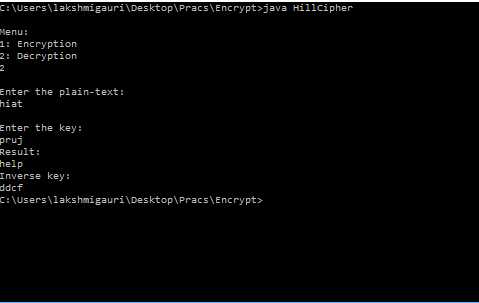 C:\Users\lakshmigauri\Desktop\Pracs\Encrypt>java HillCipher
Menu:
1: Encryption
2: Decryption
2
Enter the plain-text:
hiat
Enter the key:
pruj
Result:
help
Inverse key:
ddcf
C:\Users\lakshmigauri\Desktop\Pracs\Encrypt>